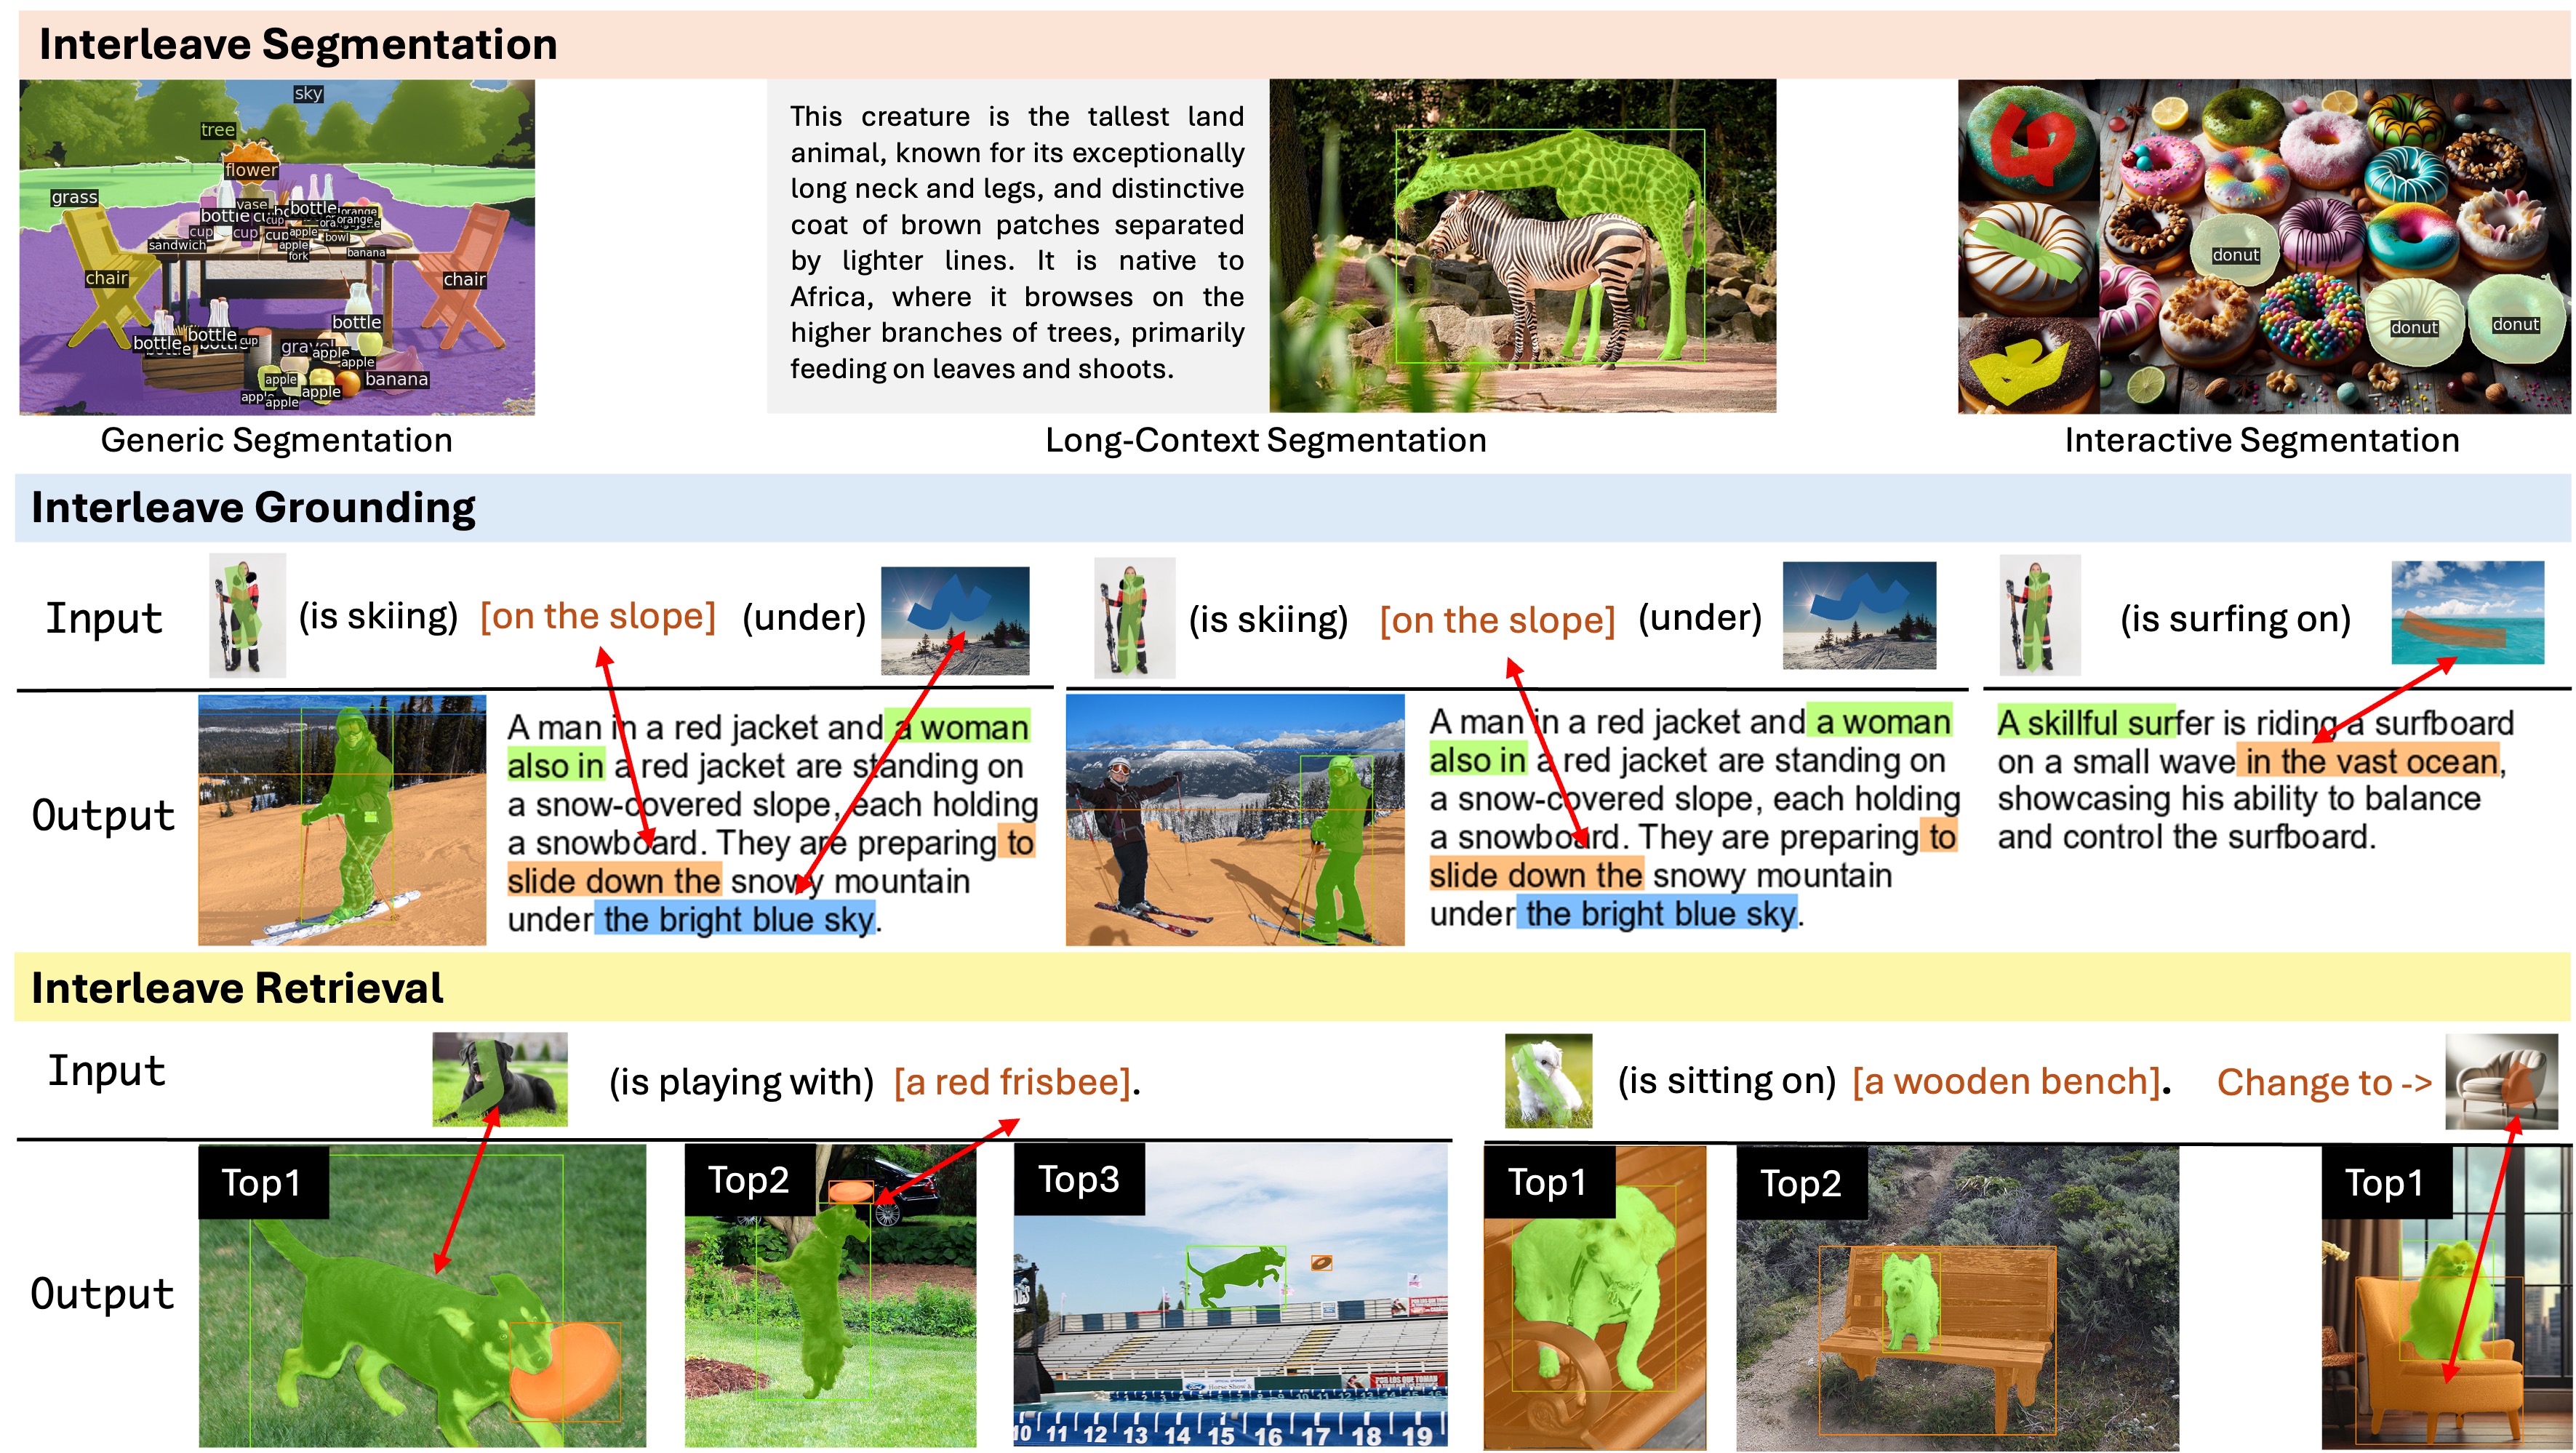 Interleave Segmentation
sky
tree
flower
grass
vase
bottle
cup
bottle
orange
orange
cup
cup
cup
apple
bowl
sandwich
apple
fork
banana
chair
chair
bottle
bottle
bottle
cup
gravel
apple
apple
apple
banana
apple
apple
apple
Generic Segmentation
This creature is the tallest land
animal, known for its exceptionally
long neck and legs, and distinctive
coat of brown patches separated
by lighter lines. It is native to
Africa, where it browses on the
higher branches of trees, primarily
feeding on leaves and shoots.
Long-Context Segmentation
donut
donut
donut
Interactive Segmentation
Interleave Grounding
Input
(is skiing) [on the slope] (under)
(is skiing) [on the slope] (under)
(is surfing on)
Output
A man in a red jacket and a woman
also in a red jacket are standing on
a snow-covered slope, each holding
a snowboard. They are preparing to
slide down the snowy mountain
under the bright blue sky.
A man in a red jacket and a woman
also in a red jacket are standing on
a snow-covered slope, each holding
a snowboard. They are preparing to
slide down the snowy mountain
under the bright blue sky.
A skillful surfer is riding a surfboard
on a small wave in the vast ocean,
showcasing his ability to balance
and control the surfboard.
Interleave Retrieval
Input
(is playing with) [a red frisbee].
(is sitting on) [a wooden bench]. Change to ->
Output
Top1
Top2
Top3
10 11 12 13 14 15 16 17 18 19
Top1
Top2
Top1